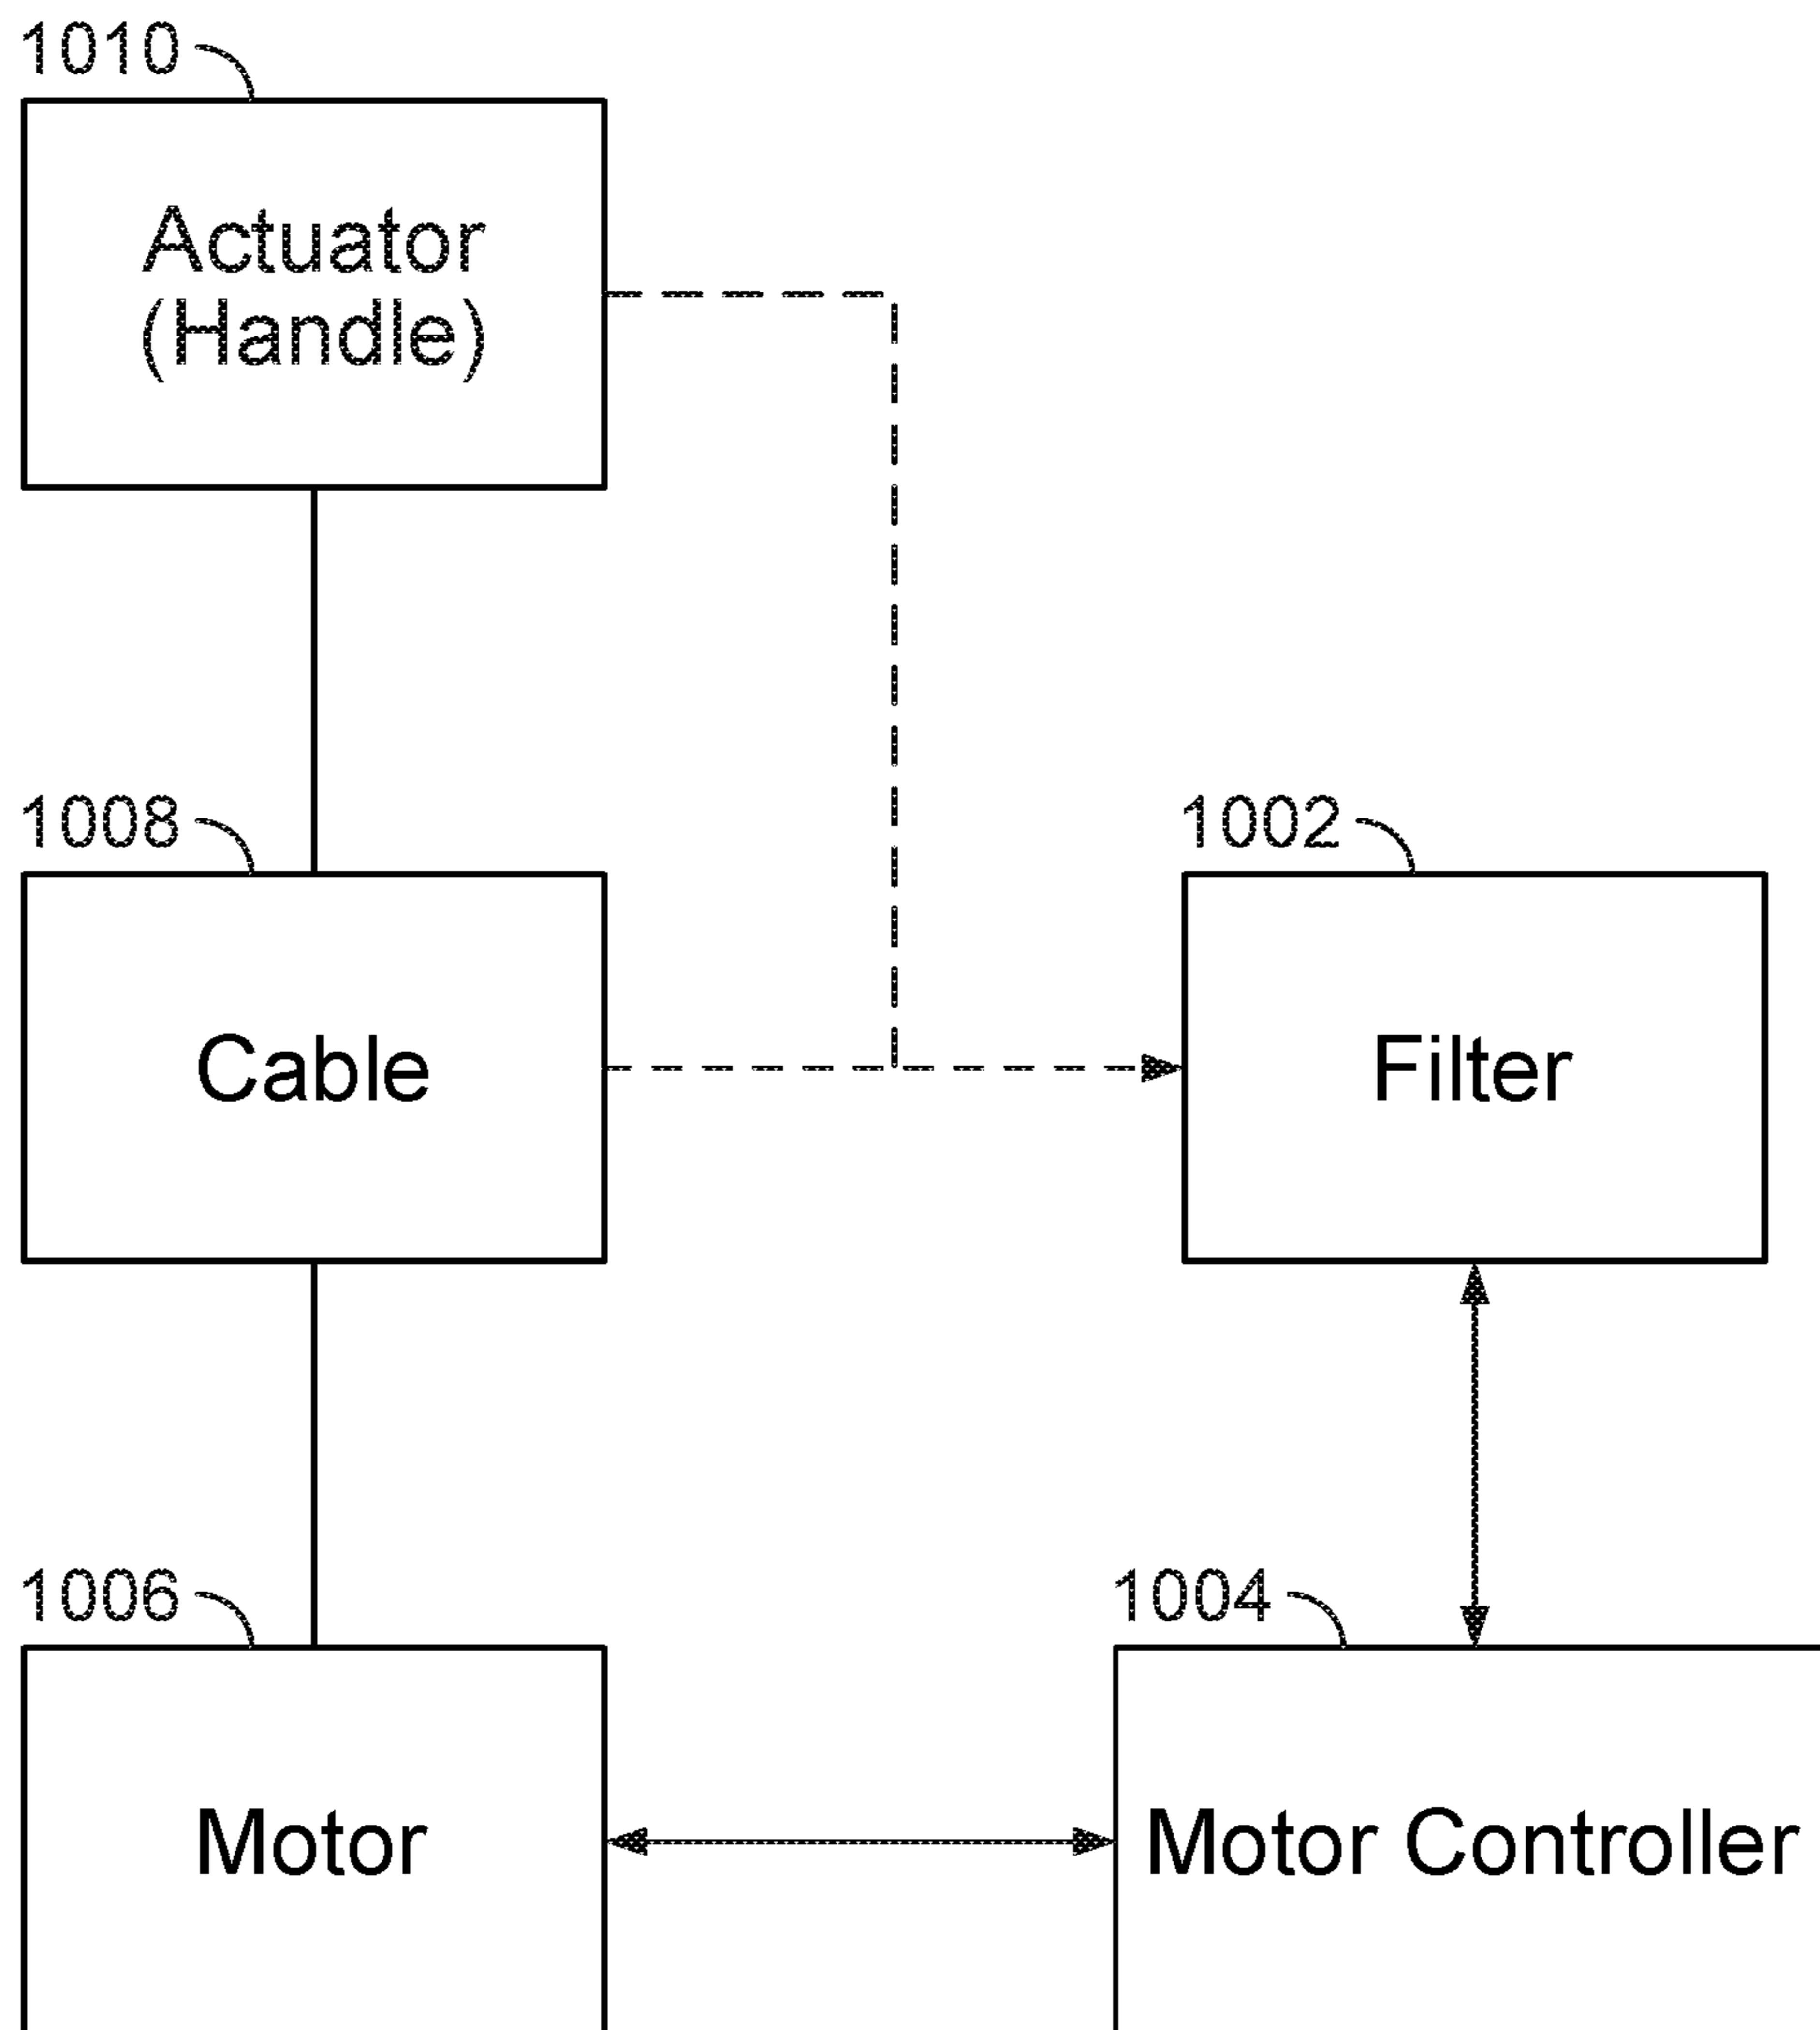 1010
Actuator
(Handle)
1008
Cable
1002
Filter
1006
Motor
1004
Motor Controller